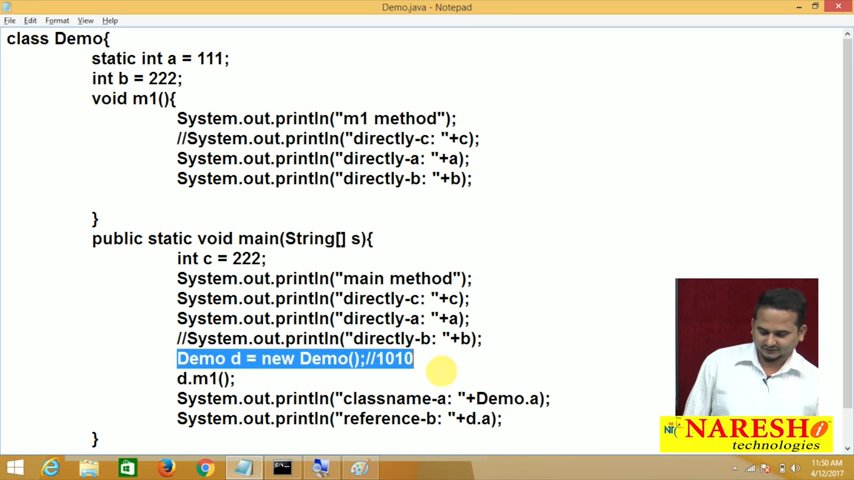 Demo.java - Notepad
File Edit Format View Help
class Demo{
static int a = 111;
int b = 222;
void m1(){
System.out.println("m1 method");
//System.out.println("directly-c: "+c);
System.out.println("directly-a: "+a);
System.out.println("directly-b: "+b);
}
public static void main(String[] s){
int c = 222;
System.out.println("main method");
System.out.println("directly-c: "+c);
System.out.println("directly-a: "+a);
//System.out.println("directly-b: "+b);
Demo d = new Demo();//1010
d.m1();
System.out.println("classname-a: "+Demo.a);
System.out.println("reference-b: "+d.a);
}
NARESH i
technologies
11:50 AM
4/12/2016